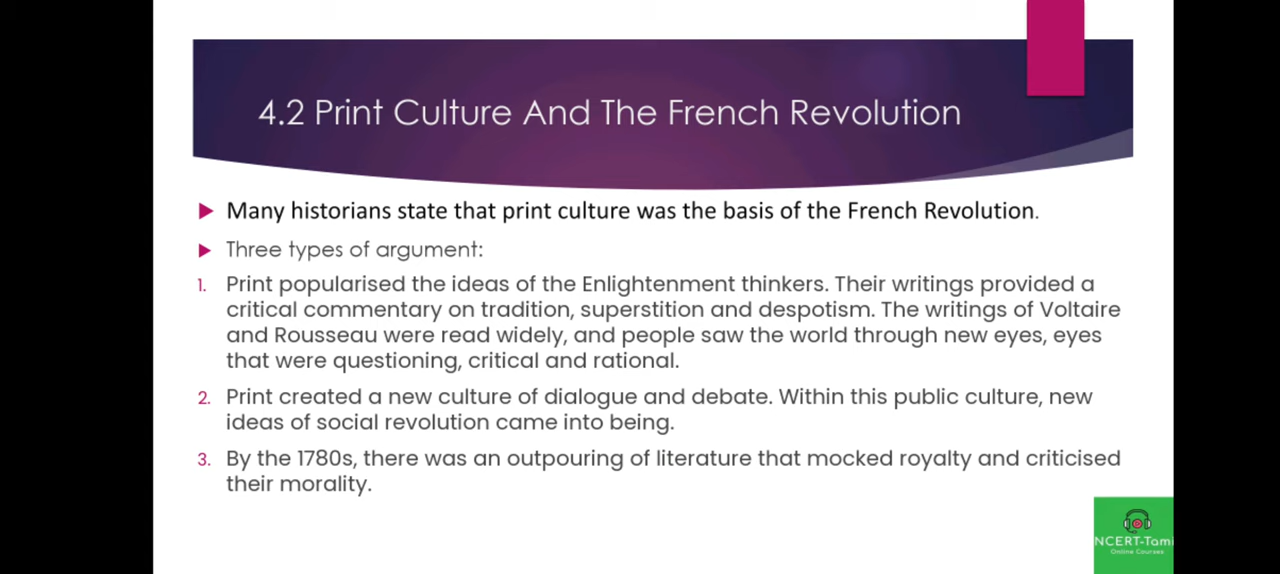 4.2 Print Culture And The French Revolution
Many historians state that print culture was the basis of the French Revolution.
Three types of argument:
1. Print popularised the ideas of the Enlightenment thinkers. Their writings provided a
critical commentary on tradition, superstition and despotism. The writings of Voltaire
and Rousseau were read widely, and people saw the world through new eyes, eyes
that were questioning, critical and rational.
2. Print created a new culture of dialogue and debate. Within this public culture, new
ideas of social revolution came into being.
3. By the 1780s, there was an outpouring of literature that mocked royalty and criticised
their morality.
NCERT-Tami
Online Courses